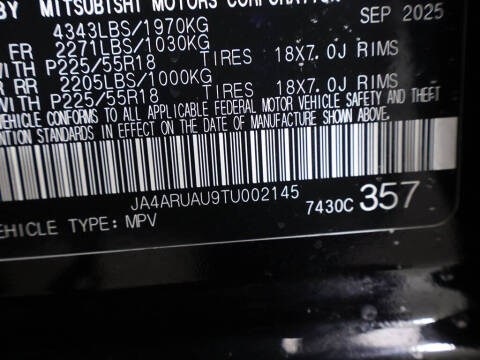 BY MITSUBISHI MOTORS CORPORATION
SEP 2025
4343LBS/1970KG
FR 2271LBS/1030KG
WITH P225/55R18 TIRES 18X7.0J RIMS
RR 2205LBS/1000KG
WITH P225/55R18 TIRES 18X7.0J RIMS
CONFORMS TO ALL APPLICABLE FEDERAL MOTOR VEHICLE SAFETY AND THEFT
ENTION STANDARDS IN EFFECT ON THE DATE OF MANUFACTURE SHOWN ABOVE.
JA4ARUAU9TU002145
7430C 357
VEHICLE TYPE: MPV